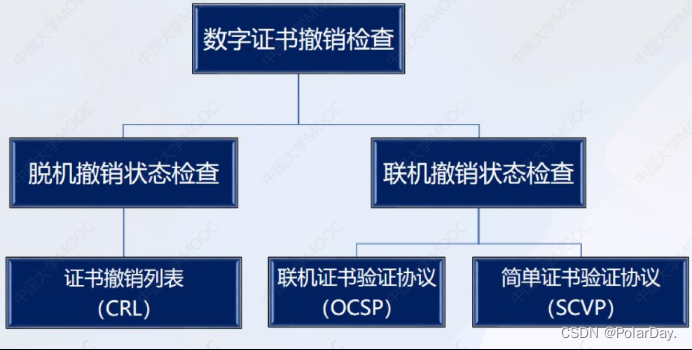 数字证书撤销检查
脱机撤销状态检查
联机撤销状态检查
证书撤销列表
（CRL）
联机证书验证协议
（OCSP）
简单证书验证协议
（SCVP）
CSDN @PolarDay.
中国大学MOOC